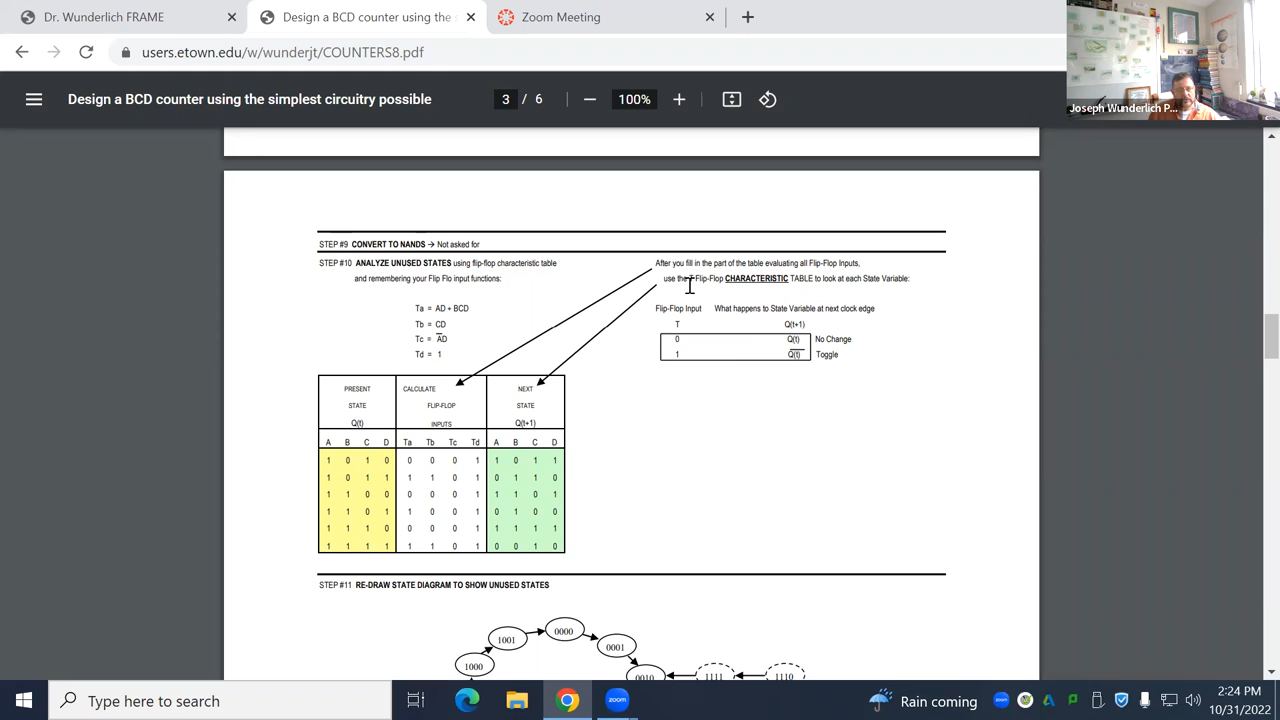 Dr. Wunderlich FRAME
Design a BCD counter using the s
Zoom Meeting
users.etown.edu/w/wunderjt/COUNTERS8.pdf
Design a BCD counter using the simplest circuitry possible
3 / 6
100%
Joseph Wunderlich P...
STEP #9 CONVERT TO NANDS → Not asked for
STEP #10 ANALYZE UNUSED STATES using flip-flop characteristic table
and remembering your Flip Flo input functions:
After you fill in the part of the table evaluating all Flip-Flop Inputs,
use the T Flip-Flop CHARACTERISTIC TABLE to look at each State Variable:
Ta = AD + BCD
Tb = CD
Tc = A̅D
Td = 1
Flip-Flop Input What happens to State Variable at next clock edge
T Q(t+1)
0 Q(t) No Change
1 Q̅(̅t̅)̅ Toggle
PRESENT CALCULATE NEXT
STATE FLIP-FLOP STATE
Q(t) INPUTS Q(t+1)
A B C D Ta Tb Tc Td A B C D
1 0 1 0 0 0 0 1 1 0 1 1
1 0 1 1 1 1 0 1 0 1 1 0
1 1 0 0 0 0 0 1 1 1 0 1
1 1 0 1 1 0 0 1 0 1 0 0
1 1 1 0 0 0 0 1 1 1 1 1
1 1 1 1 1 1 0 1 0 0 1 0
STEP #11 RE-DRAW STATE DIAGRAM TO SHOW UNUSED STATES
0000
1001
0001
1000
0010
1111
1110
Type here to search
Rain coming
2:24 PM
10/31/2022